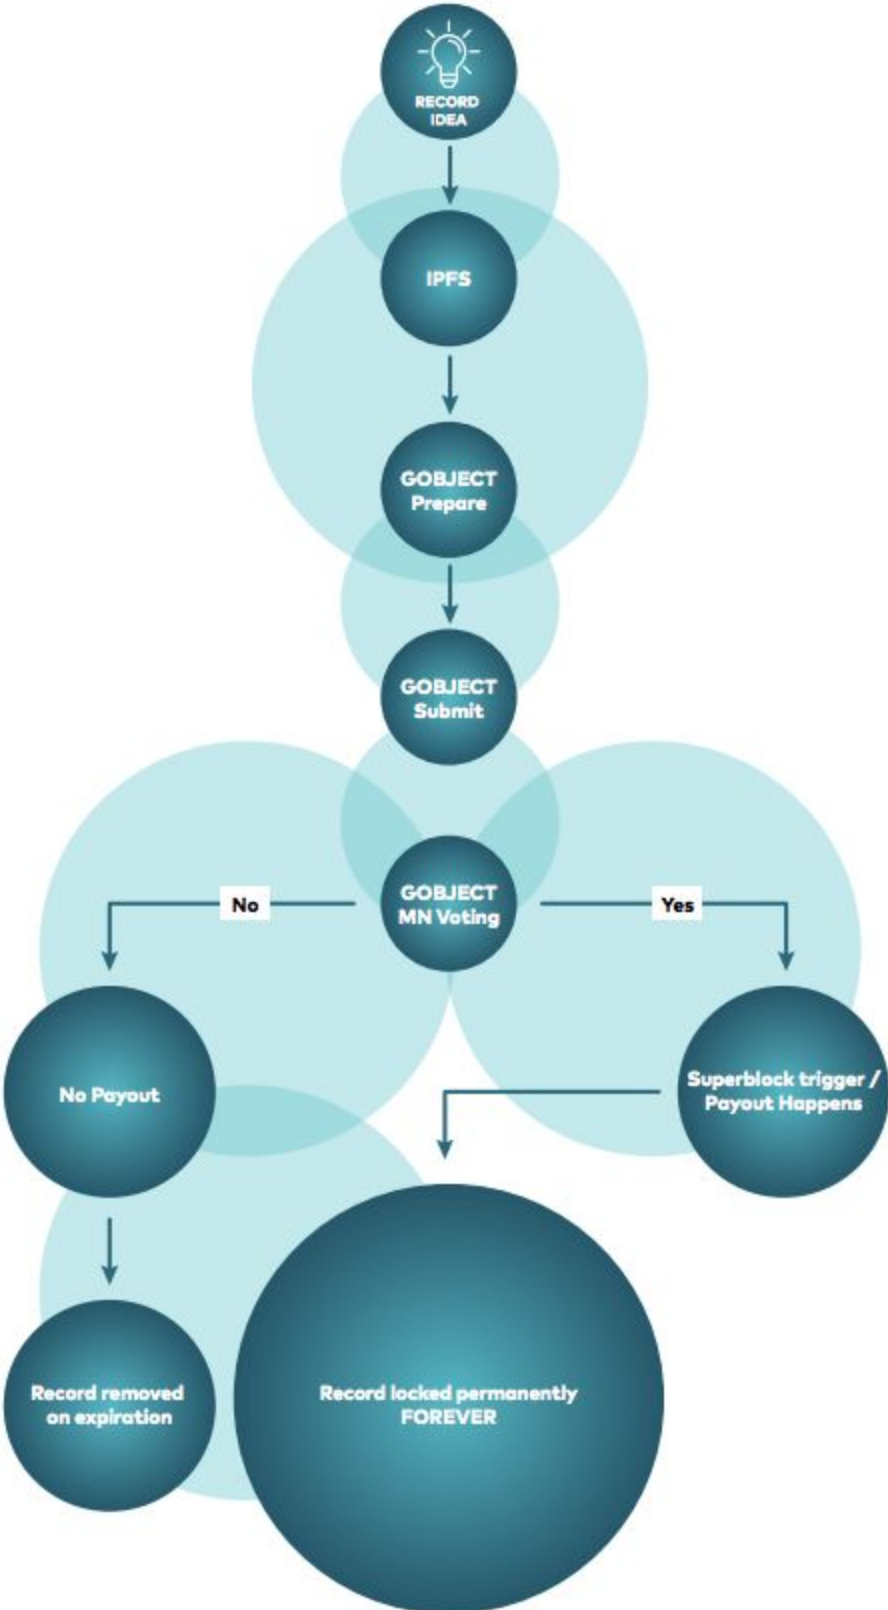 RECORD
IDEA
IPFS
GOBJECT
Prepare
GOBJECT
Submit
GOBJECT
MN Voting
No
Yes
No Payout
Superblock trigger /
Payout Happens
Record removed
on expiration
Record locked permanently
FOREVER